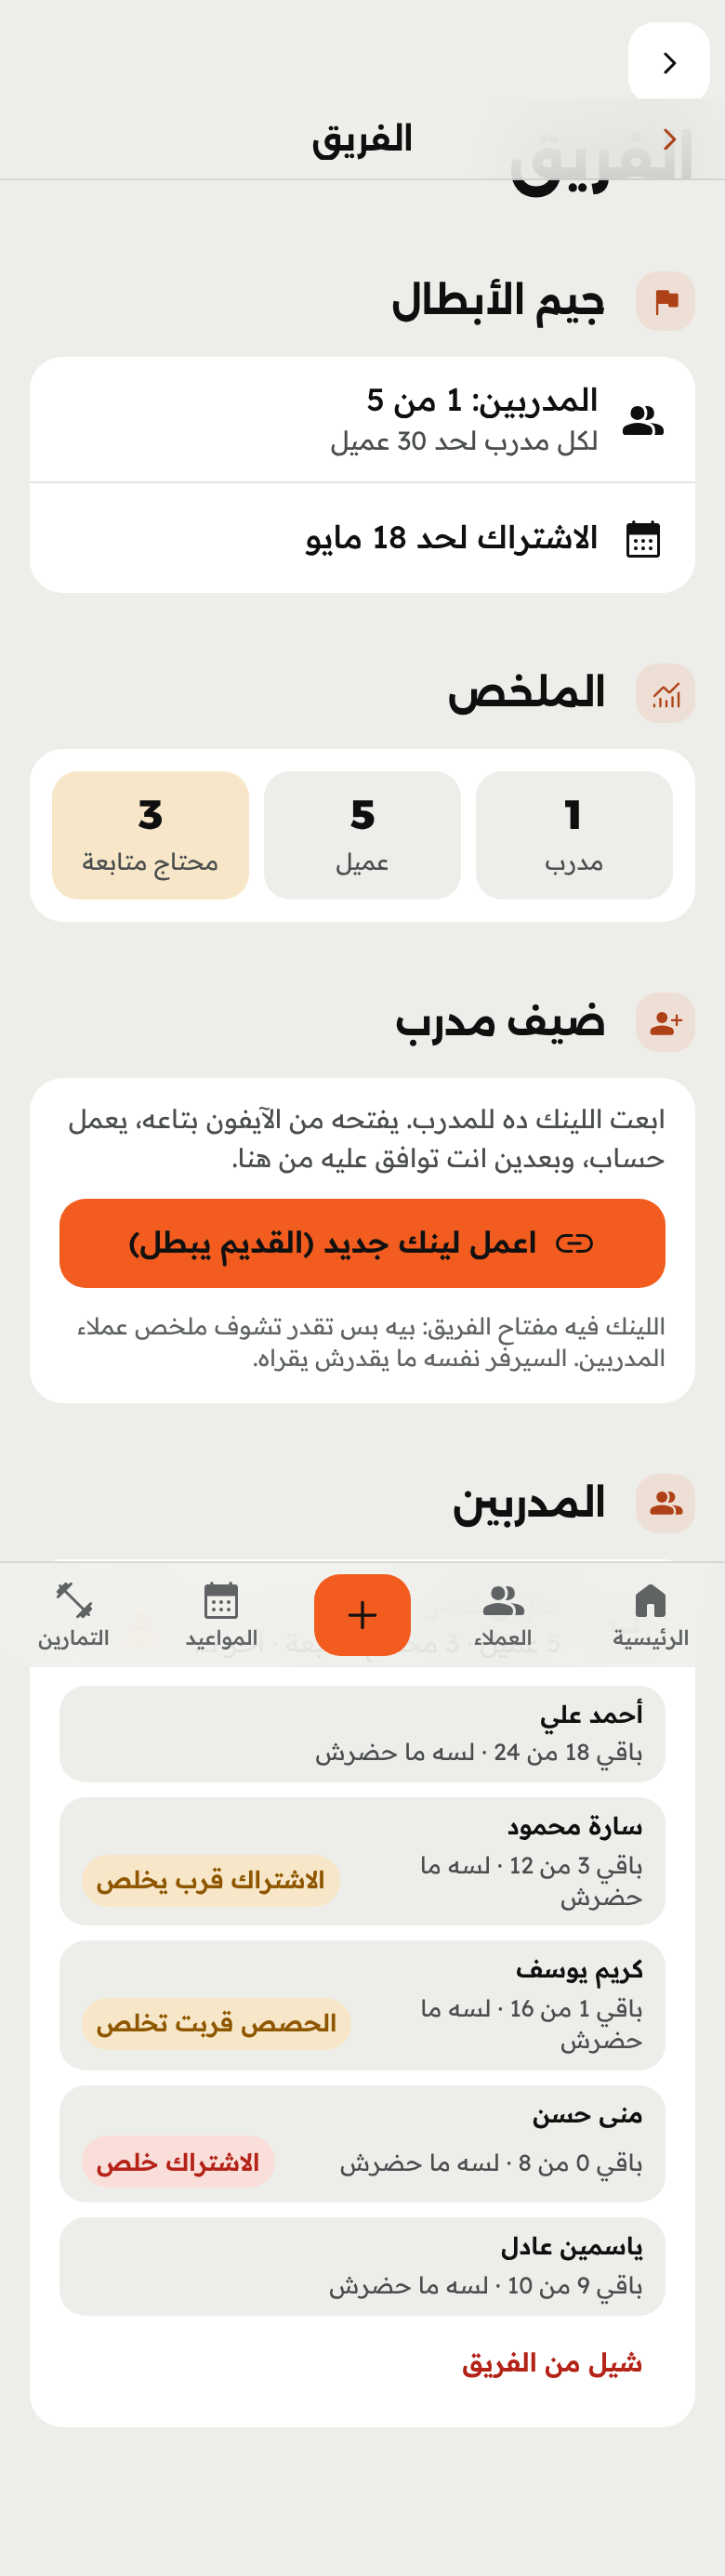 الفريق
الفريق
جيم الأبطال
المدربين: 1 من 5
لكل مدرب لحد 30 عميل
الاشتراك لحد 18 مايو
الملخص
1
مدرب
5
عميل
3
محتاج متابعة
ضيف مدرب
ابعت اللينك ده للمدرب. يفتحه من الآيفون بتاعه، يعمل
حساب، وبعدين انت توافق عليه من هنا.
اعمل لينك جديد (القديم يبطل)
اللينك فيه مفتاح الفريق: بيه بس تقدر تشوف ملخص عملاء
المدربين. السيرفر نفسه ما يقدرش يقراه.
المدربين
الرئيسية
العملاء
المواعيد
التمارين
أحمد علي
باقي 18 من 24 · لسه ما حضرش
سارة محمود
باقي 3 من 12 · لسه ما
حضرش
الاشتراك قرب يخلص
كريم يوسف
باقي 1 من 16 · لسه ما
حضرش
الحصص قربت تخلص
منى حسن
باقي 0 من 8 · لسه ما حضرش
الاشتراك خلص
ياسمين عادل
باقي 9 من 10 · لسه ما حضرش
شيل من الفريق